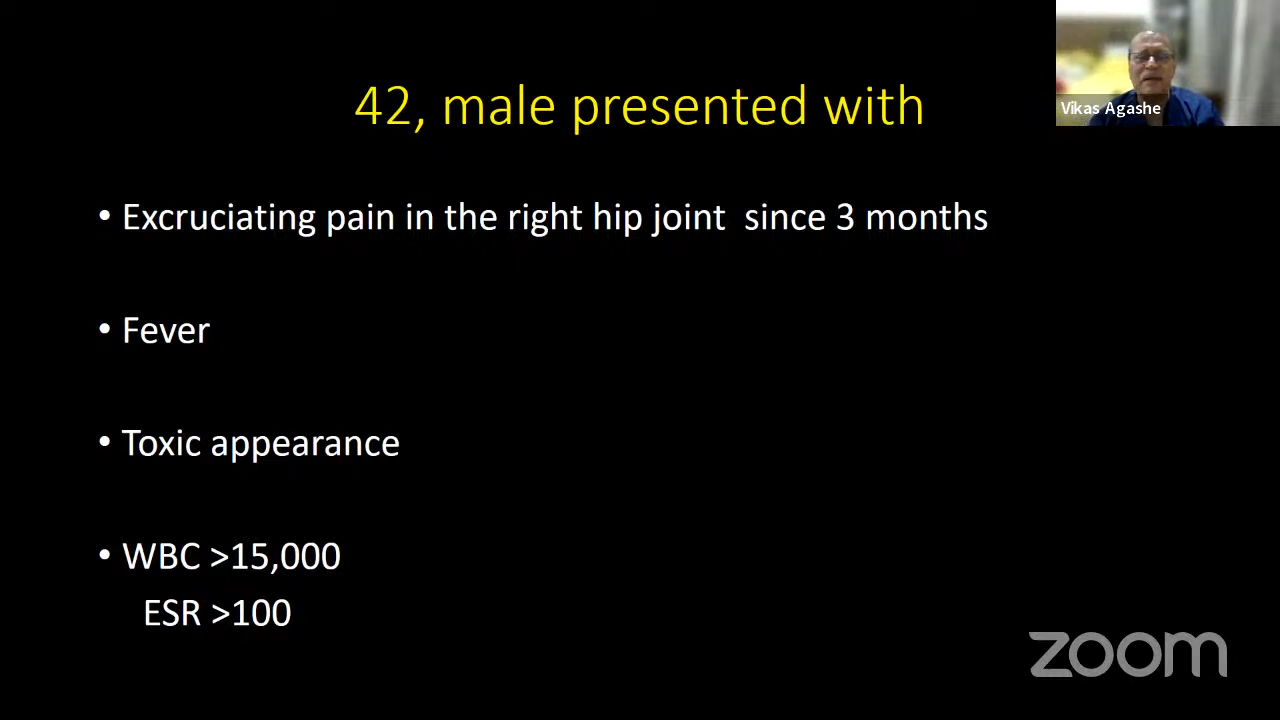 42, male presented with
Vikas Agashe
• Excruciating pain in the right hip joint since 3 months
• Fever
• Toxic appearance
• WBC >15,000
ESR >100
zoom